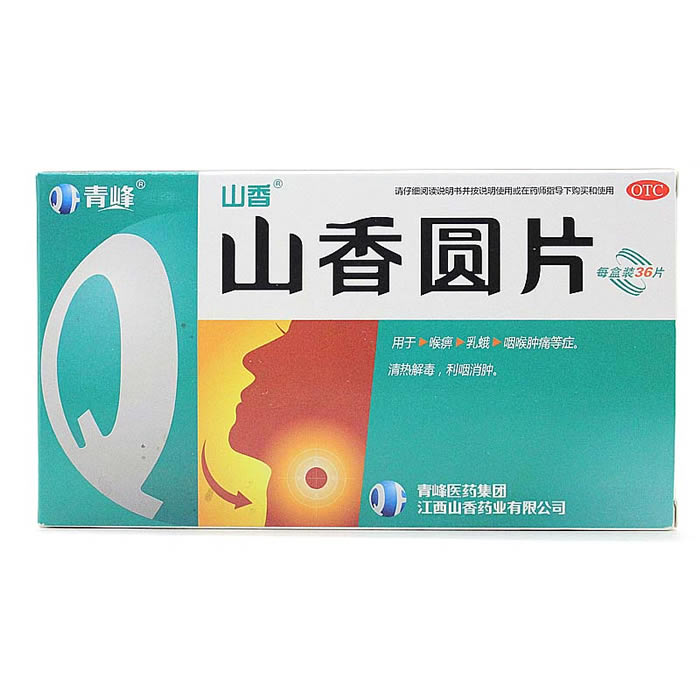 青峰®
山香®
请仔细阅读说明书并按说明使用或在药师指导下购买和使用
OTC
山香圆片
每盒装36片
用于▶喉痹▶乳蛾▶咽喉肿痛等症。
清热解毒，利咽消肿。
青峰医药集团
江西山香药业有限公司